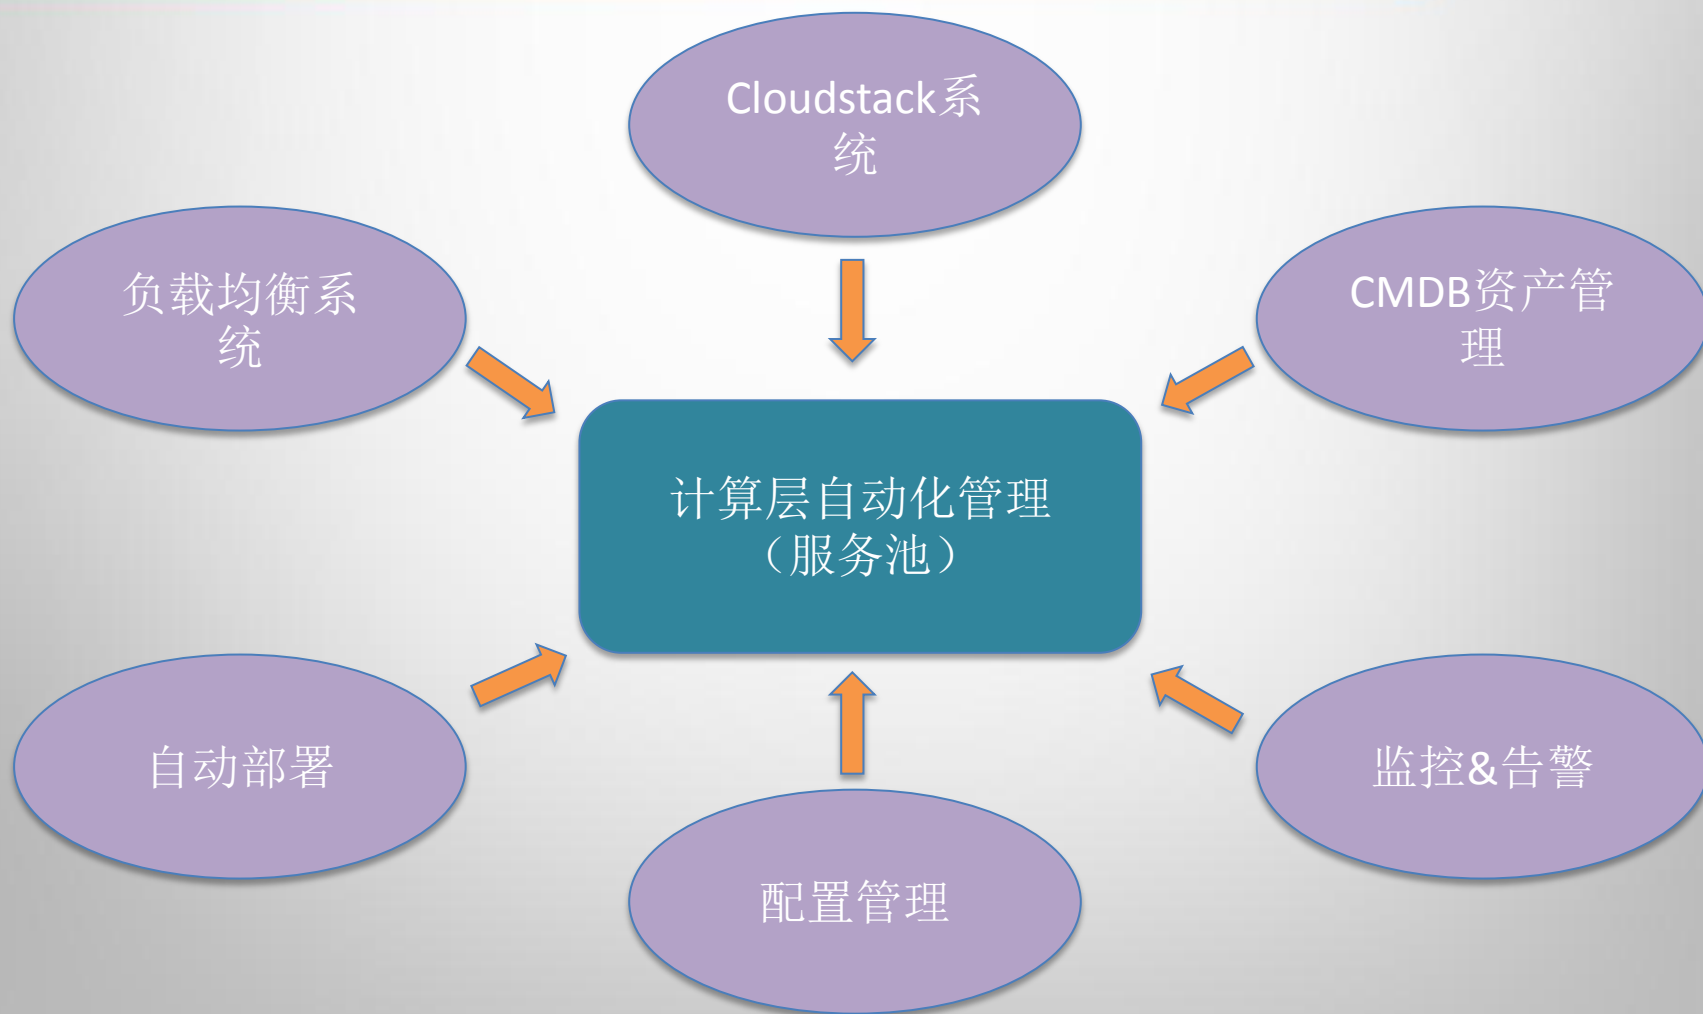 Cloudstack系
统
负载均衡系
统
CMDB资产管
理
计算层自动化管理
（服务池）
自动部署
监控&告警
配置管理